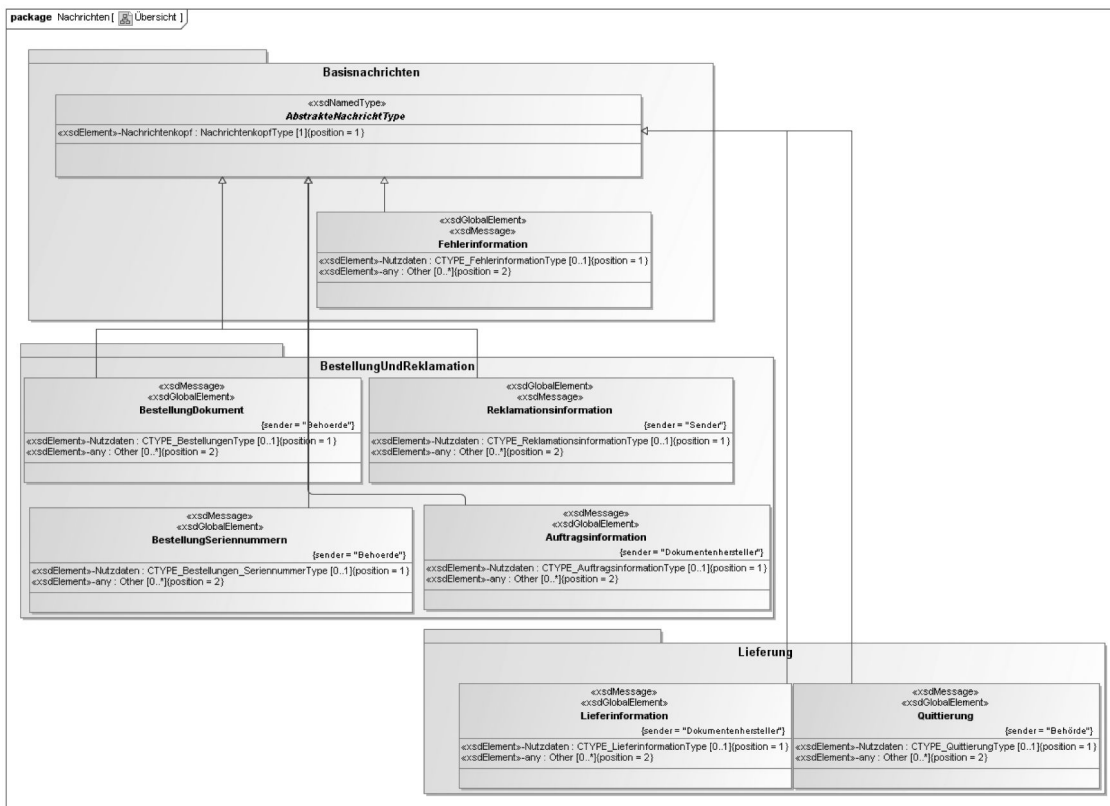 package Nachrichten [ Übersicht ]
Basisnachrichten
«xsdNamedType»
AbstrakteNachrichtType
«xsdElement»-Nachrichtenkopf : NachrichtenkopfType [1]{position = 1}
«xsdGlobalElement»
«xsdMessage»
Fehlerinformation
«xsdElement»-Nutzdaten : CTYPE_FehlerinformationType [0..1]{position = 1}
«xsdElement»-any : Other [0..*]{position = 2}
BestellungUndReklamation
«xsdMessage»
«xsdGlobalElement»
BestellungDokument
{sender = "Behoerde"}
«xsdElement»-Nutzdaten : CTYPE_BestellungenType [0..1]{position = 1}
«xsdElement»-any : Other [0..*]{position = 2}
«xsdGlobalElement»
«xsdMessage»
Reklamationsinformation
{sender = "Sender"}
«xsdElement»-Nutzdaten : CTYPE_ReklamationsinformationType [0..1]{position = 1}
«xsdElement»-any : Other [0..*]{position = 2}
«xsdMessage»
«xsdGlobalElement»
BestellungSeriennummern
{sender = "Behoerde"}
«xsdElement»-Nutzdaten : CTYPE_Bestellungen_SeriennummerType [0..1]{position = 1}
«xsdElement»-any : Other [0..*]{position = 2}
«xsdMessage»
«xsdGlobalElement»
Auftragsinformation
{sender = "Dokumentenhersteller"}
«xsdElement»-Nutzdaten : CTYPE_AuftragsinformationType [0..1]{position = 1}
«xsdElement»-any : Other [0..*]{position = 2}
Lieferung
«xsdMessage»
«xsdGlobalElement»
Lieferinformation
{sender = "Dokumentenhersteller"}
«xsdElement»-Nutzdaten : CTYPE_LieferinformationType [0..1]{position = 1}
«xsdElement»-any : Other [0..*]{position = 2}
«xsdMessage»
«xsdGlobalElement»
Quittierung
{sender = "Behörde"}
«xsdElement»-Nutzdaten : CTYPE_QuittierungType [0..1]{position = 1}
«xsdElement»-any : Other [0..*]{position = 2}